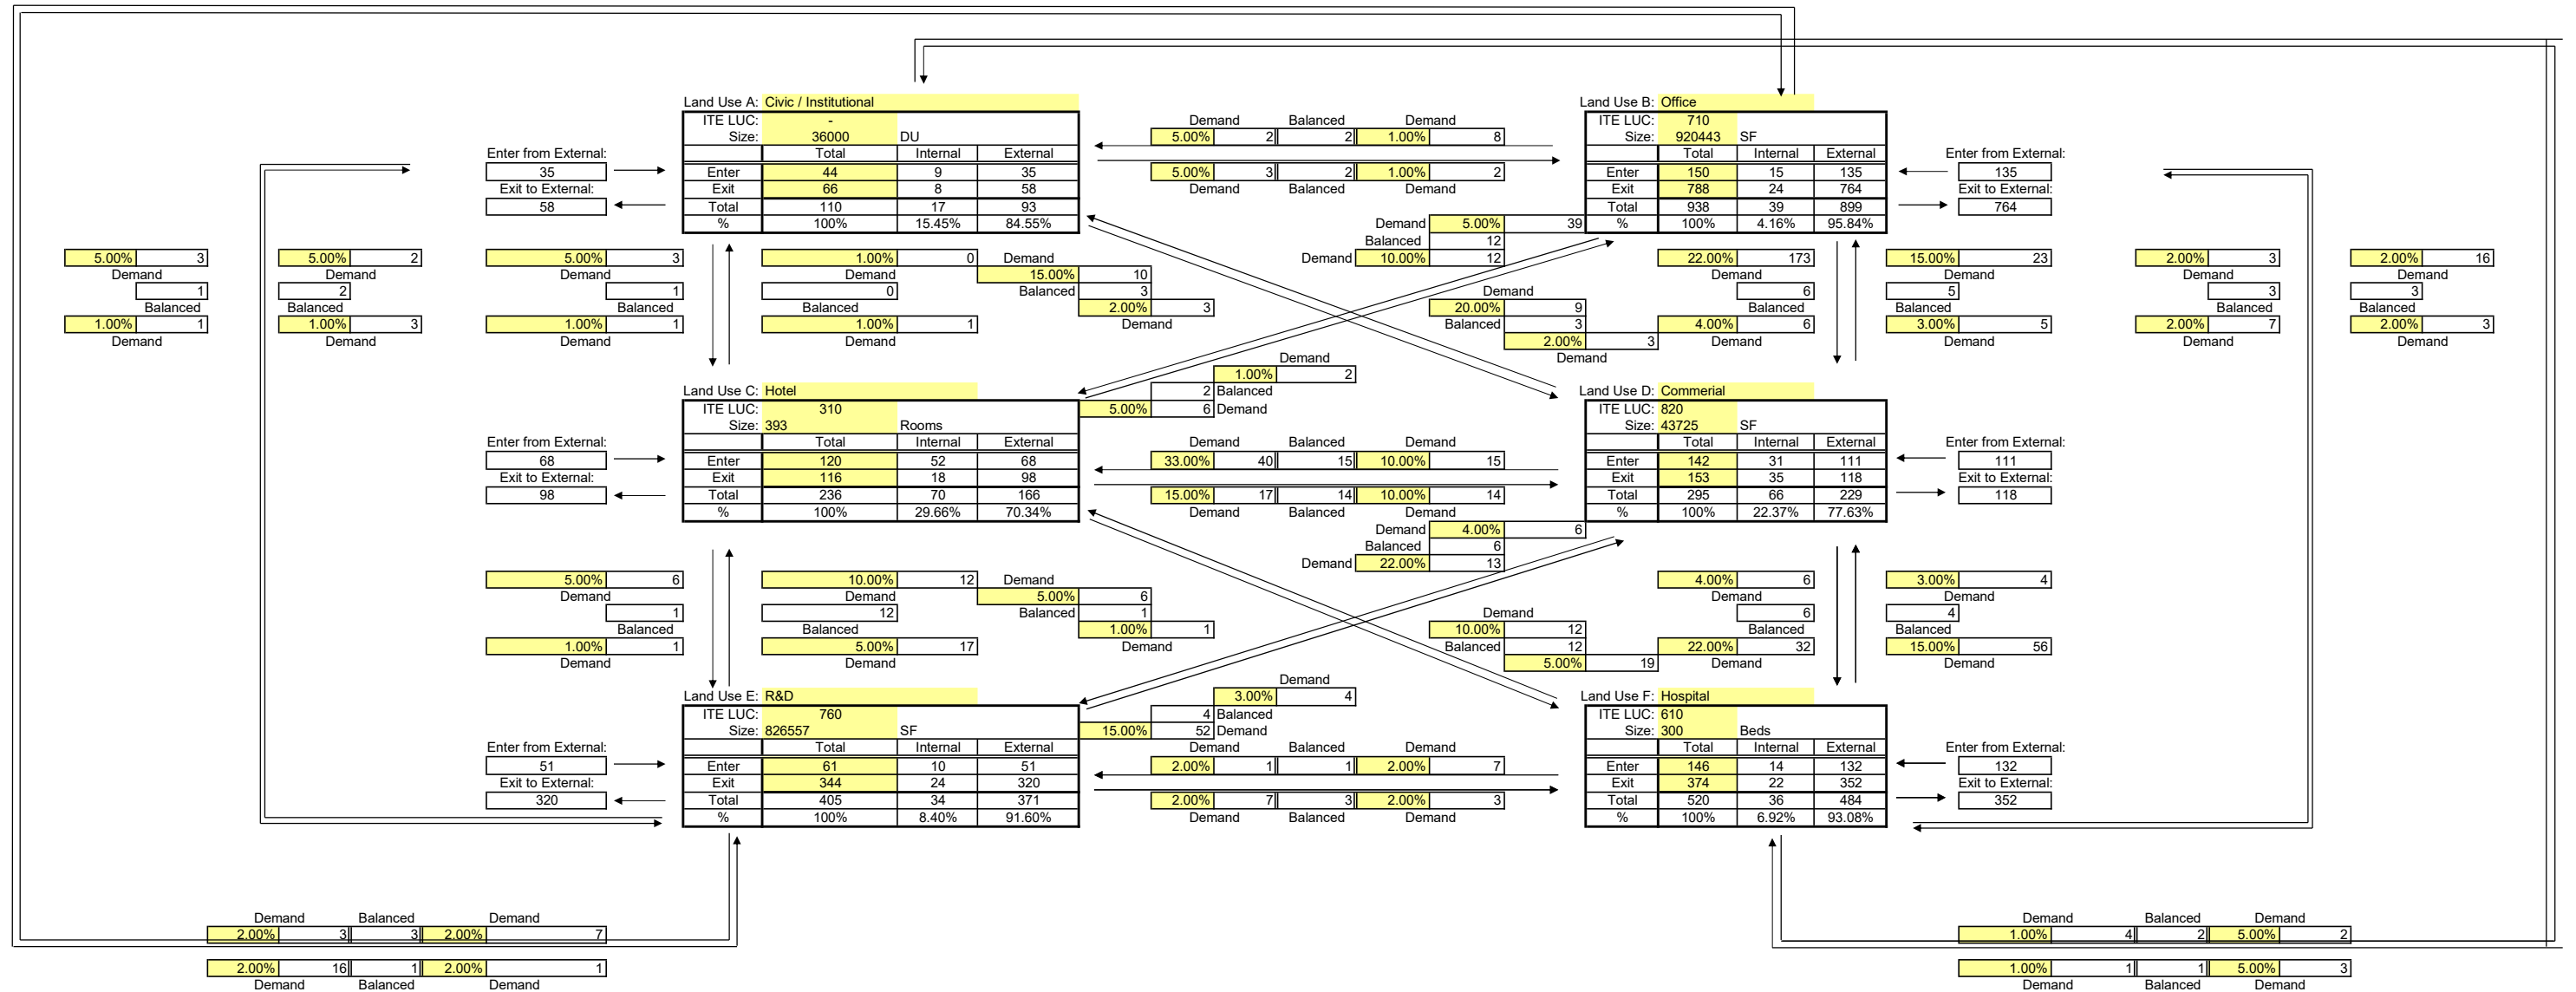 Land Use A: Civic / Institutional Land Use B: Office
ITE LUC: - ITE LUC: 710
Size: 36000 DU Size: 920443 SF
Demand Balanced Demand
5.00% 2 2 1.00% 8
Total Internal External Total Internal External
Enter from External: Enter from External:
35 Enter 44 9 35 5.00% 3 2 1.00% 2 Enter 150 15 135 135
Exit to External: Exit 66 8 58 Demand Balanced Demand Exit 788 24 764 Exit to External:
58 Total 110 17 93 Total 938 39 899 764
% 100% 15.45% 84.55% Demand 5.00% 39 % 100% 4.16% 95.84%
Balanced 12
Demand 10.00% 12
5.00% 3 5.00% 2 5.00% 3 1.00% 0 Demand 22.00% 173 15.00% 23 2.00% 3 2.00% 16
Demand Demand Demand Demand 15.00% 10 Demand Demand Demand Demand
1 2 1 0 Balanced 3 Demand 6 5 3 3
Balanced Balanced Balanced Balanced 2.00% 3 20.00% 9 Balanced Balanced Balanced Balanced
1.00% 1 1.00% 3 1.00% 1 1.00% 1 Demand Balanced 3 4.00% 6 3.00% 5 2.00% 7 2.00% 3
Demand Demand Demand Demand 2.00% 3 Demand Demand Demand Demand
Demand
Demand
1.00% 2
2 Balanced
5.00% 6 Demand
Land Use C: Hotel Land Use D: Commerial
ITE LUC: 310 ITE LUC: 820
Size: 393 Rooms Size: 43725 SF
Enter from External: Total Internal External Demand Balanced Demand Total Internal External Enter from External:
68 Enter 120 52 68 33.00% 40 15 10.00% 15 Enter 142 31 111 111
Exit to External: Exit 116 18 98 Exit 153 35 118 Exit to External:
98 Total 236 70 166 15.00% 17 14 10.00% 14 Total 295 66 229 118
% 100% 29.66% 70.34% Demand Balanced Demand % 100% 22.37% 77.63%
Demand 4.00% 6
Balanced 6
Demand 22.00% 13
5.00% 6 10.00% 12 Demand 4.00% 6 3.00% 4
Demand Demand 5.00% 6 Demand Demand
1 12 Balanced 1 Demand 6 4
Balanced Balanced 1.00% 1 10.00% 12 Balanced Balanced
1.00% 1 5.00% 17 Demand Balanced 12 22.00% 32 15.00% 56
Demand Demand 5.00% 19 Demand Demand
Demand
3.00% 4
4 Balanced
15.00% 52 Demand
Land Use E: R&D Land Use F: Hospital
ITE LUC: 760 ITE LUC: 610
Size: 826557 SF Size: 300 Beds
Enter from External: Total Internal External Demand Balanced Demand Total Internal External Enter from External:
51 Enter 61 10 51 2.00% 1 1 2.00% 7 Enter 146 14 132 132
Exit to External: Exit 344 24 320 Exit 374 22 352 Exit to External:
320 Total 405 34 371 2.00% 7 3 2.00% 3 Total 520 36 484 352
% 100% 8.40% 91.60% Demand Balanced Demand % 100% 6.92% 93.08%
Demand Balanced Demand Demand Balanced Demand
2.00% 3 3 2.00% 7 1.00% 4 2 5.00% 2
2.00% 16 1 2.00% 1 1.00% 1 1 5.00% 3
Demand Balanced Demand Demand Balanced Demand